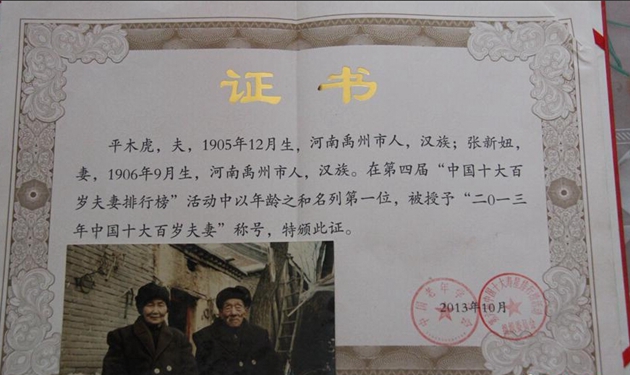 证书
平木虎，夫，1905年12月生，河南禹州市人，汉族；张新妞，
妻，1906年9月生，河南禹州市人，汉族。在第四届“中国十大百
岁夫妻排行榜”活动中以年龄之和名列第一位，被授予“二〇一三
年中国十大百岁夫妻”称号，特颁此证。
2013年10月